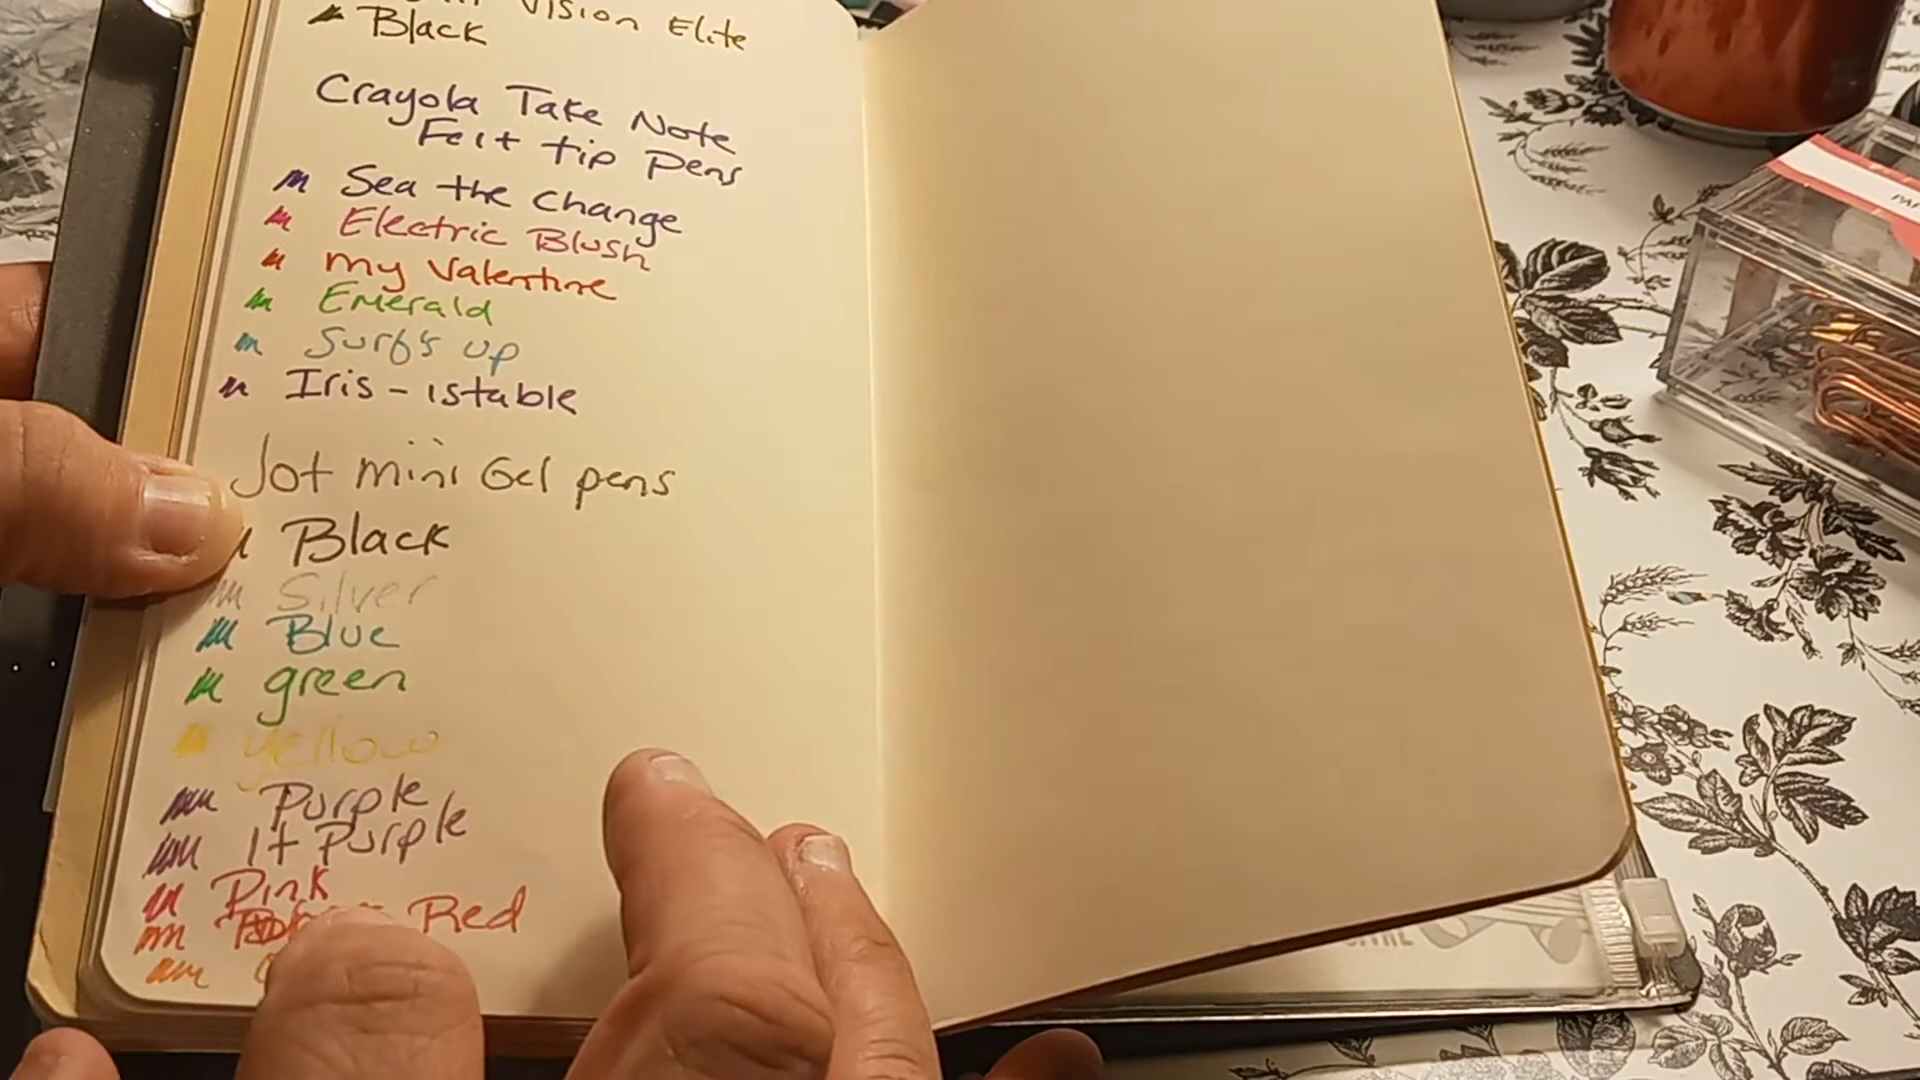 Vision Elite
Black
Crayola Take Note
Felt tip Pens
Sea the Change
Electric Blush
my Valentine
Emerald
Surf's up
Iris-istable
Jot mini Gel pens
Black
Silver
Blue
green
yellow
Purple
lt Purple
Pink
Red